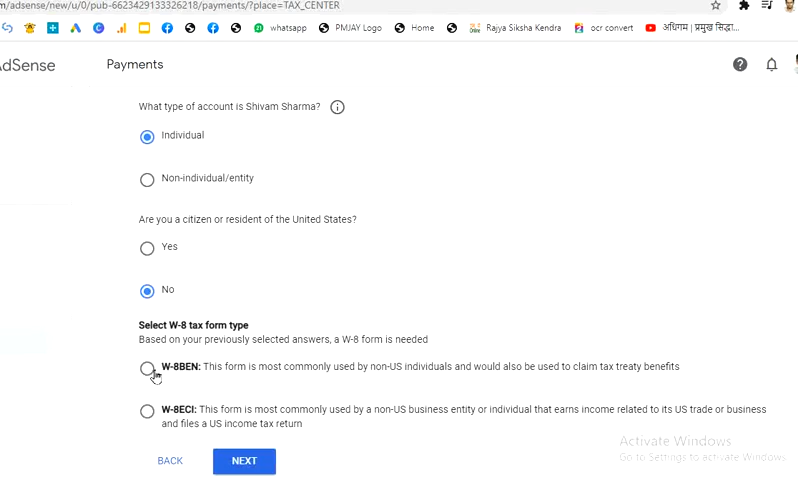 m/adsense/new/u/0/pub-6623429133326218/payments/?place=TAX_CENTER
whatsapp PMJAY Logo Home Rajya Siksha Kendra ocr convert अधिगम | प्रमुख सिद्धा...
AdSense Payments
What type of account is Shivam Sharma?
Individual
Non-individual/entity
Are you a citizen or resident of the United States?
Yes
No
Select W-8 tax form type
Based on your previously selected answers, a W-8 form is needed
W-8BEN: This form is most commonly used by non-US individuals and would also be used to claim tax treaty benefits
W-8ECI: This form is most commonly used by a non-US business entity or individual that earns income related to its US trade or business
and files a US income tax return
BACK NEXT
Activate Windows
Go to Settings to activate Windows.